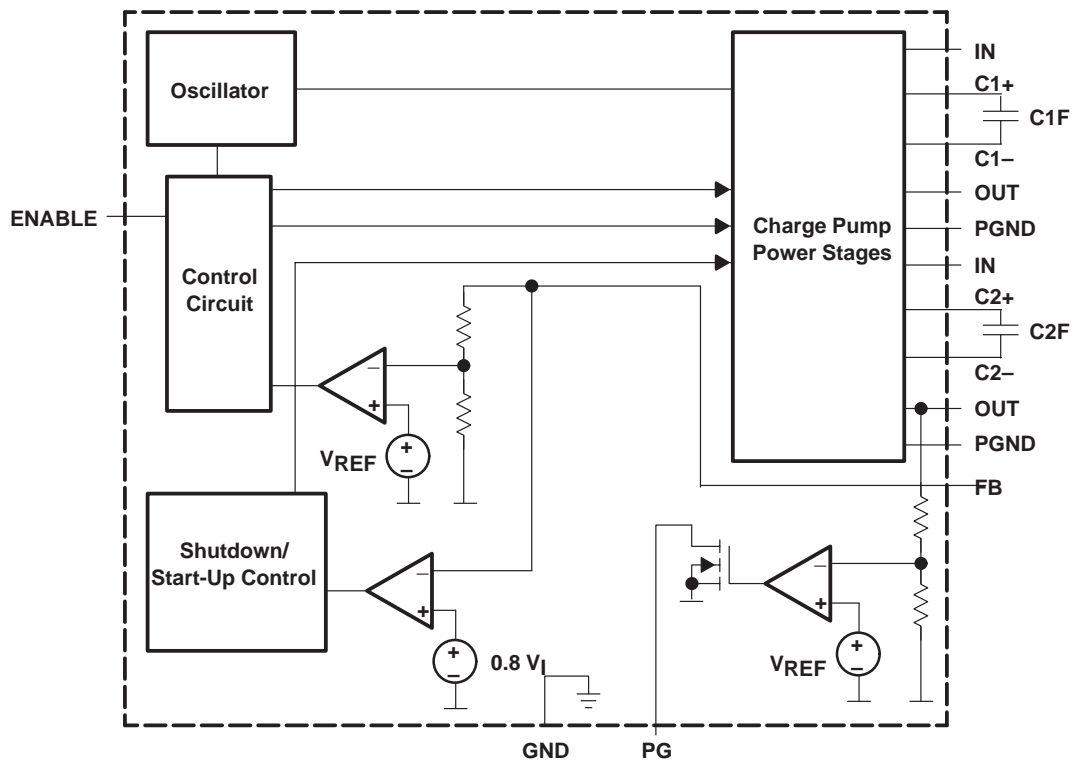 Oscillator
IN
C1+
C1F
C1–
ENABLE
OUT
Charge Pump
Power Stages
PGND
Control
Circuit
IN
C2+
C2F
C2–
–
+
OUT
VREF
+
–
PGND
FB
Shutdown/
Start-Up Control
–
+
–
+
+
–
0.8 VI
VREF
+
–
GND
PG